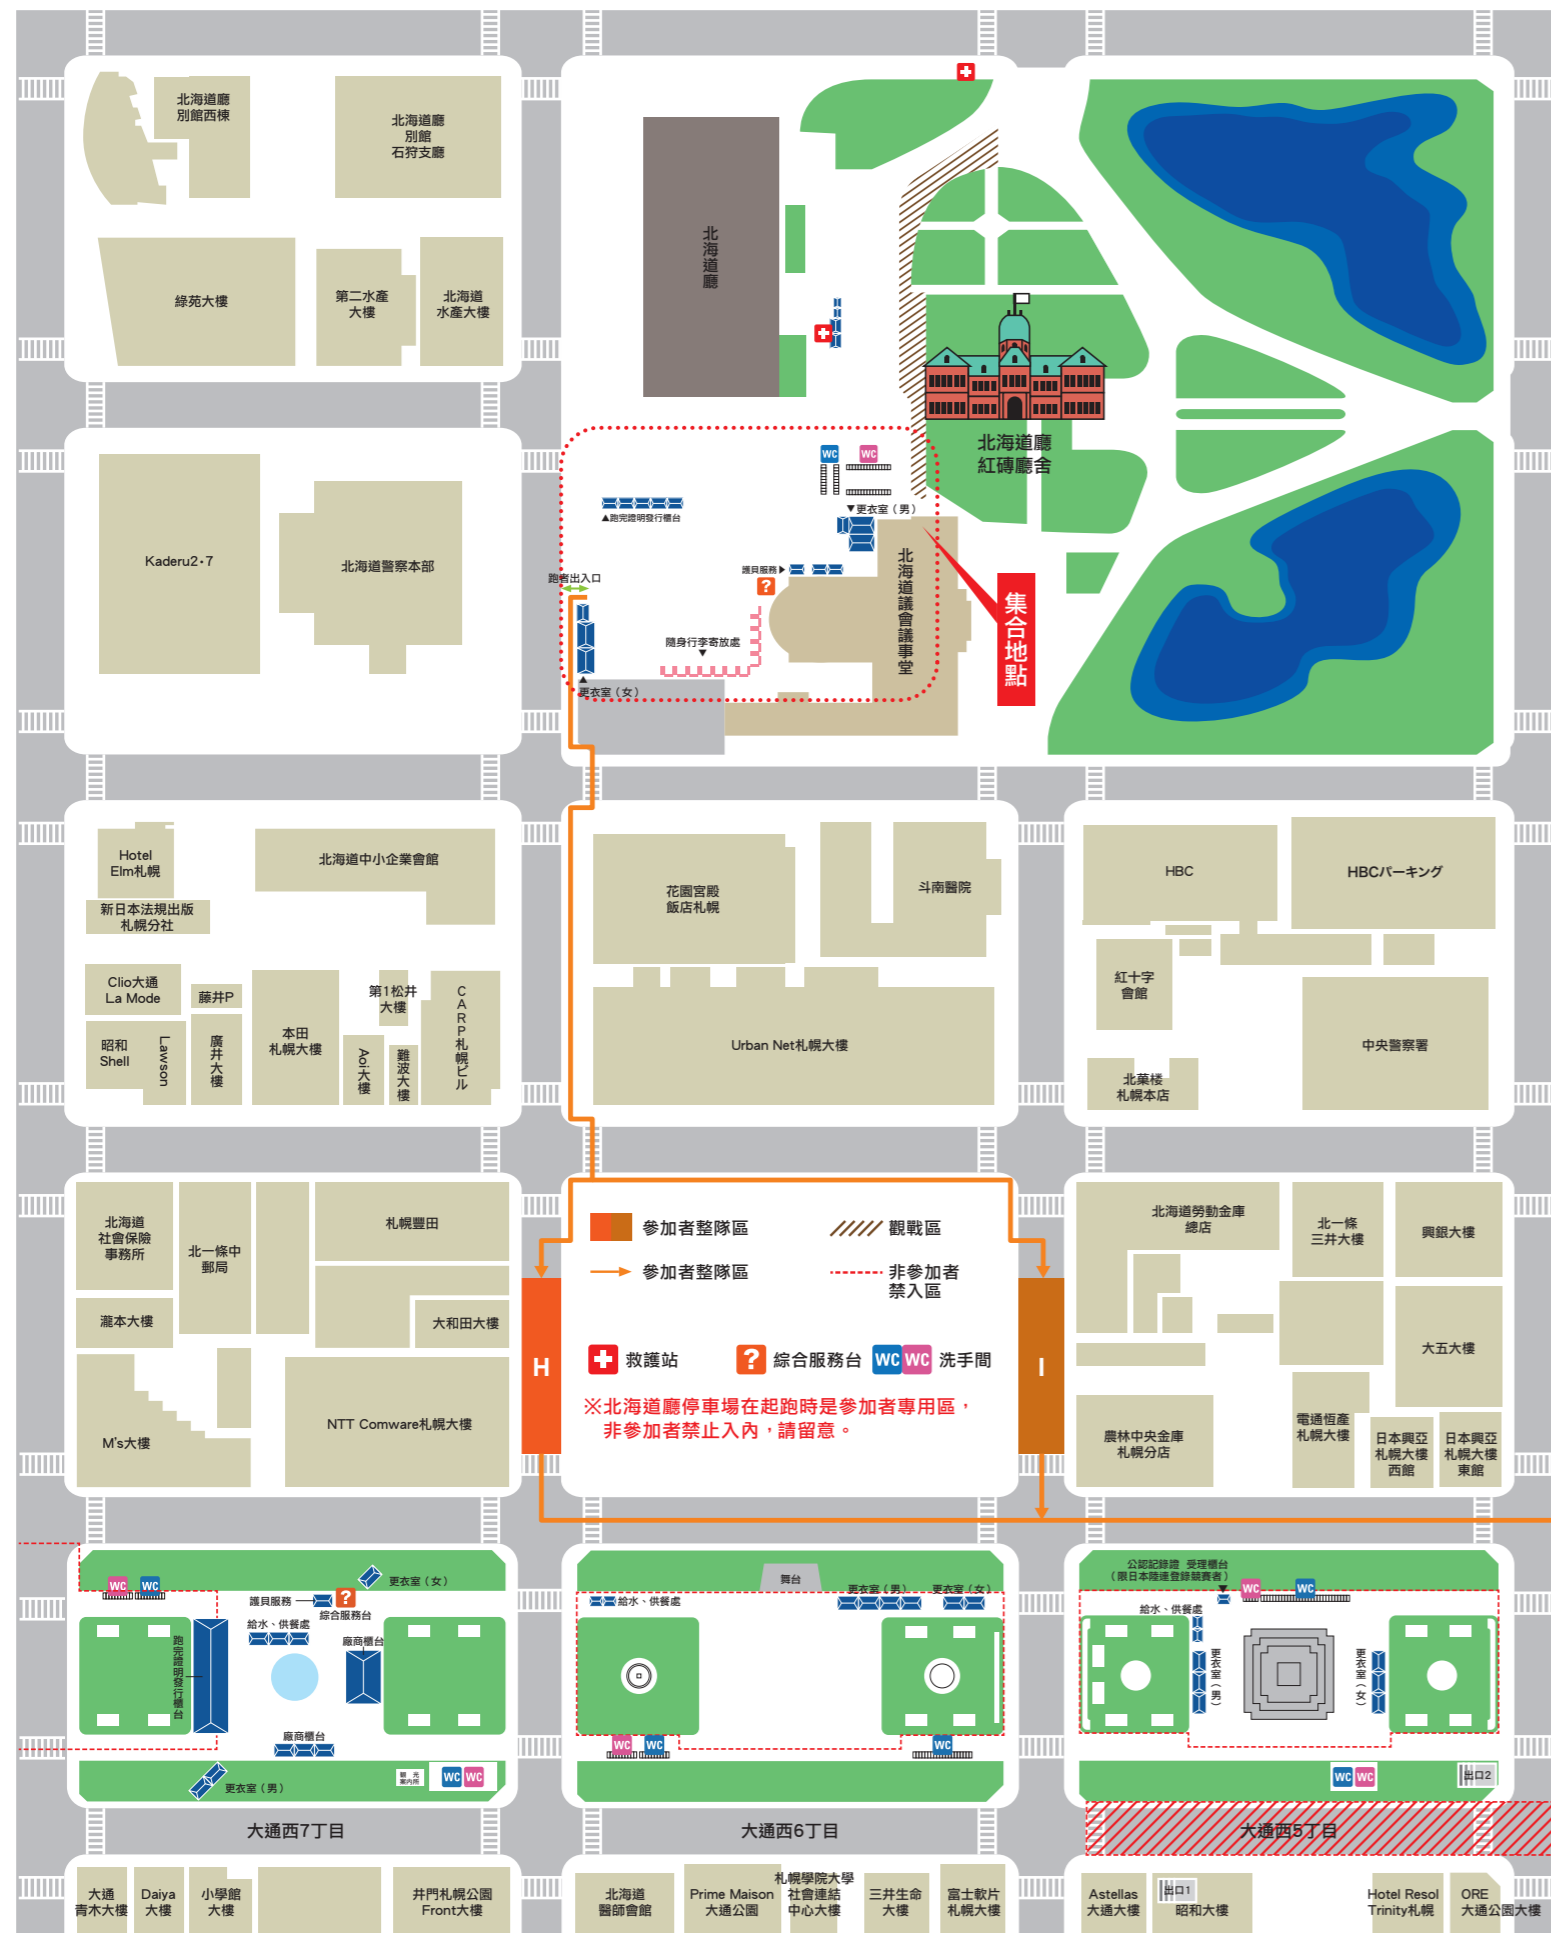 北海道廳
別館西棟
北海道廳
別館
石狩支廳
綠苑大樓
第二水產
大樓
北海道
水產大樓
北海道廳
北海道廳
紅磚廳舍
Kaderu2・7
北海道警察本部
WC
WC
▲跑完證明發行櫃台
▼更衣室（男）
護貝服務▶
?
跑者出入口
隨身行李寄放處
▼
▲
更衣室（女）
北海道議會議事堂
集合地點
Hotel
Elm札幌
新日本法規出版
札幌分社
北海道中小企業會館
Clio大通
La Mode
藤井P
昭和
Shell
Lawson
廣井大樓
本田
札幌大樓
第1松井
大樓
Aoi大樓
難波大樓
CARP札幌ビル
花園宮殿
飯店札幌
斗南醫院
Urban Net札幌大樓
HBC
HBCパーキング
紅十字
會館
北菓楼
札幌本店
中央警察署
北海道
社會保險
事務所
北一條中
郵局
札幌豐田
瀧本大樓
大和田大樓
M's大樓
NTT Comware札幌大樓
H
參加者整隊區
觀戰區
參加者整隊區
非參加者
禁入區
救護站
?
綜合服務台
WC
WC
洗手間
※北海道廳停車場在起跑時是參加者專用區，
非參加者禁止入內，請留意。
I
北海道勞動金庫
總店
北一條
三井大樓
興銀大樓
大五大樓
農林中央金庫
札幌分店
電通恆產
札幌大樓
日本興亞
札幌大樓
西館
日本興亞
札幌大樓
東館
WC
WC
護貝服務
?
綜合服務台
更衣室（女）
給水、供餐處
廠商櫃台
跑完證明發行櫃台
廠商櫃台
更衣室（男）
観光
案内所
WC
WC
舞台
給水、供餐處
更衣室（男）
更衣室（女）
WC
WC
WC
公認記錄證 受理櫃台
（限日本陸連登錄競賽者）
▼
WC
WC
給水、供餐處
更衣室（男）
更衣室（女）
WC
WC
出口2
大通西7丁目
大通西6丁目
大通西5丁目
大通
青木大樓
Daiya
大樓
小學館
大樓
井門札幌公園
Front大樓
北海道
醫師會館
Prime Maison
大通公園
札幌學院大學
社會連結
中心大樓
三井生命
大樓
富士軟片
札幌大樓
Astellas
大通大樓
出口1
昭和大樓
Hotel Resol
Trinity札幌
ORE
大通公園大樓